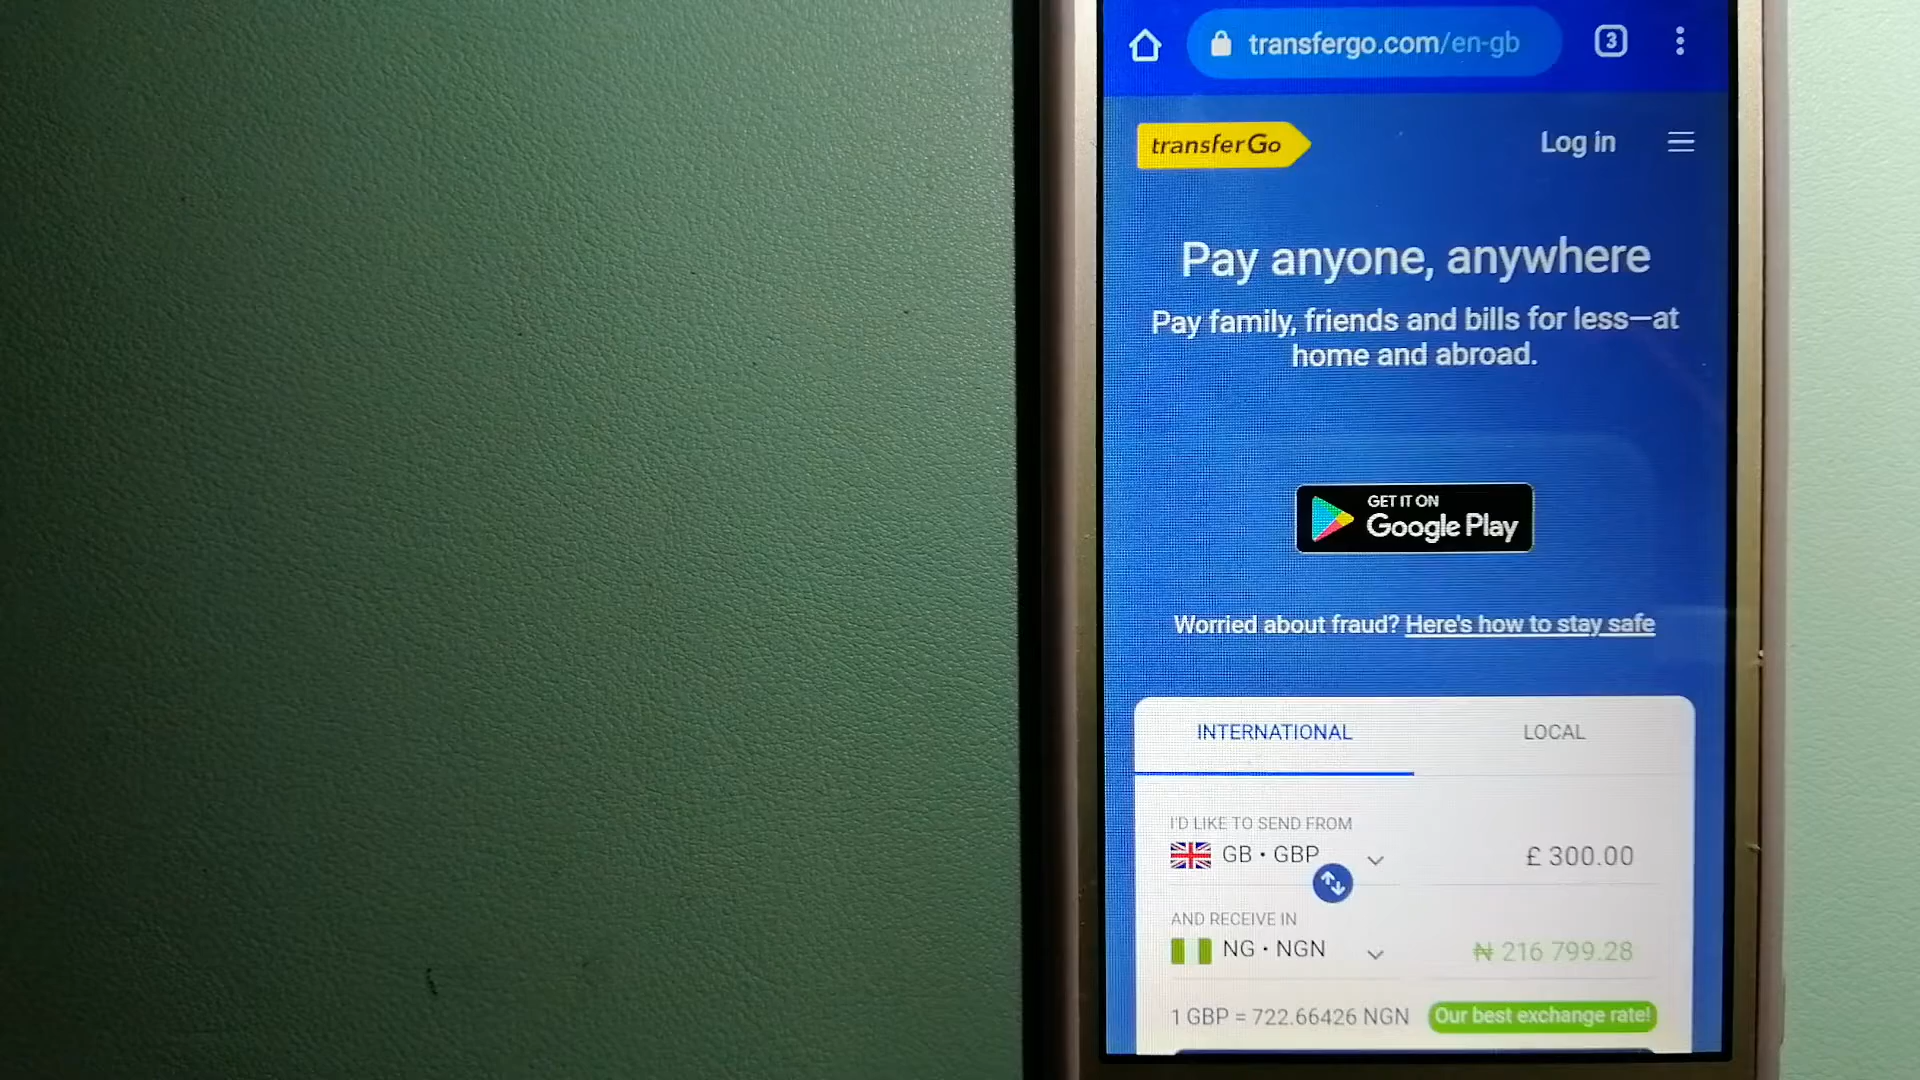 transfergo.com/en-gb
3
transferGo
Log in
Pay anyone, anywhere
Pay family, friends and bills for less—at
home and abroad.
GET IT ON
Google Play
Worried about fraud? Here's how to stay safe
INTERNATIONAL
LOCAL
I'D LIKE TO SEND FROM
GB • GBP
£ 300.00
AND RECEIVE IN
NG • NGN
₦ 216 799.28
1 GBP = 722.66426 NGN
Our best exchange rate!